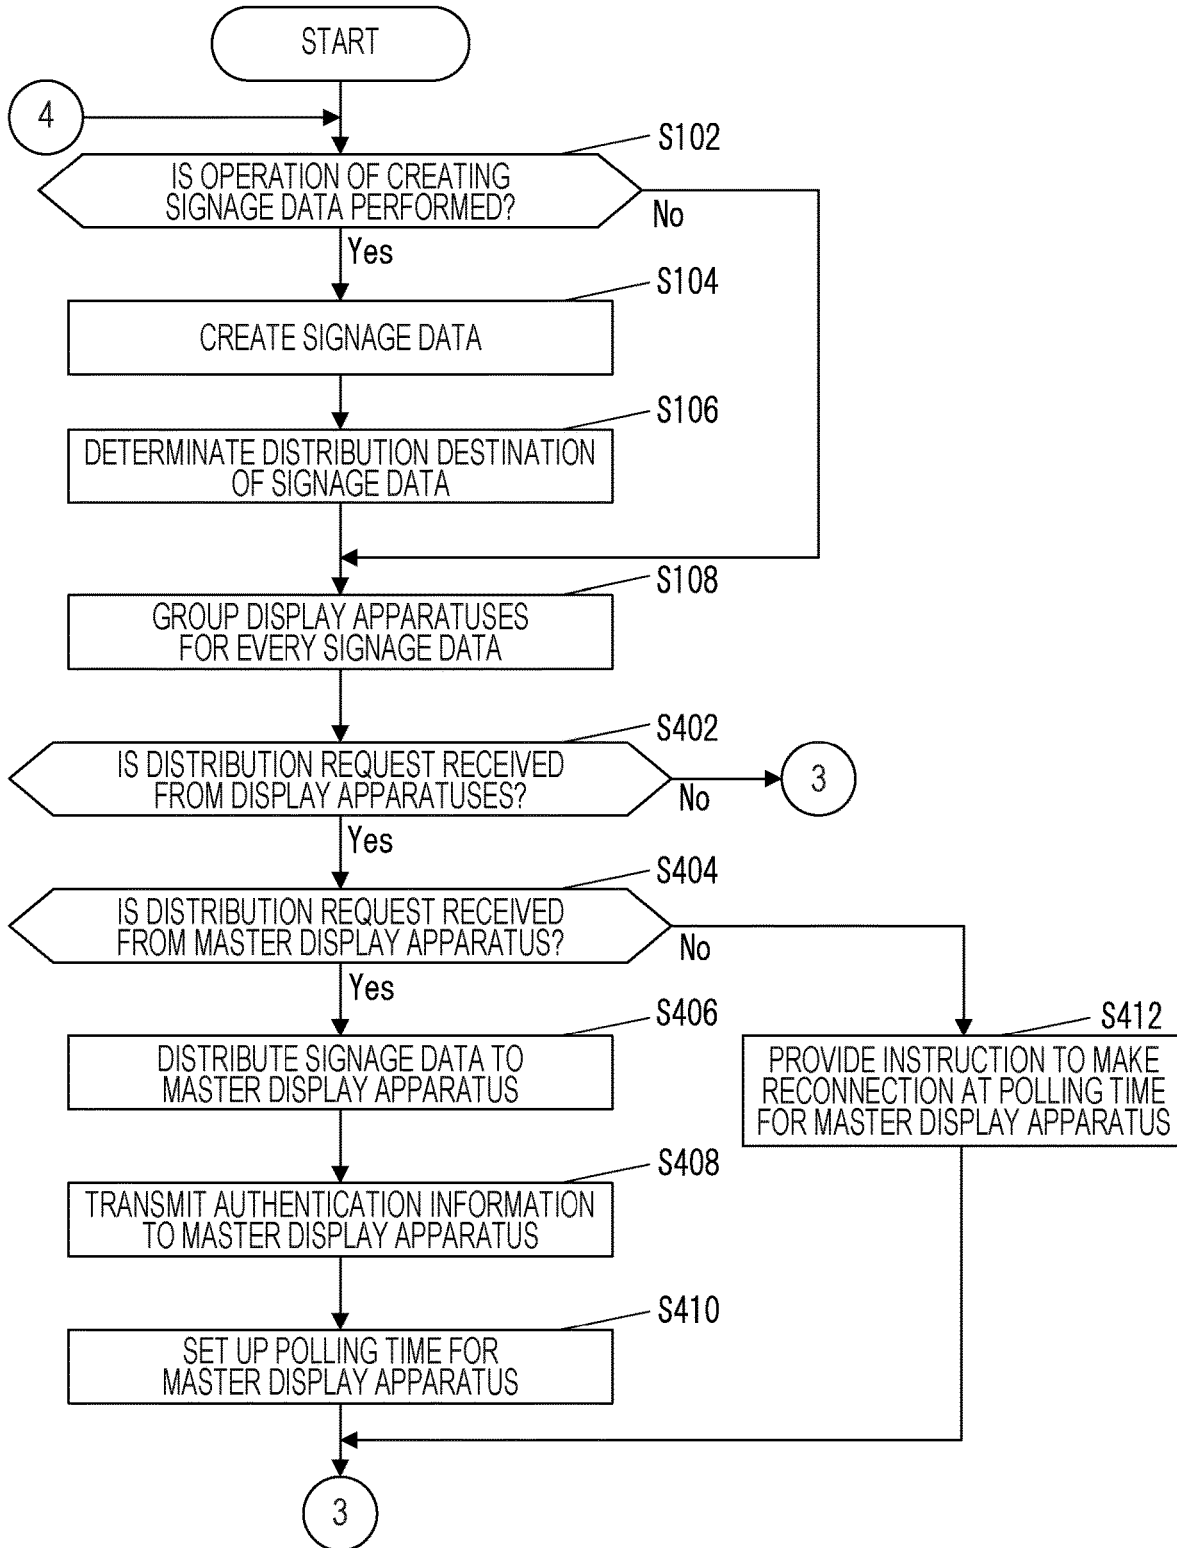 START
4
S102
IS OPERATION OF CREATING
SIGNAGE DATA PERFORMED?
No
Yes
S104
CREATE SIGNAGE DATA
S106
DETERMINATE DISTRIBUTION DESTINATION
OF SIGNAGE DATA
S108
GROUP DISPLAY APPARATUSES
FOR EVERY SIGNAGE DATA
S402
IS DISTRIBUTION REQUEST RECEIVED
FROM DISPLAY APPARATUSES?
No
3
Yes
S404
IS DISTRIBUTION REQUEST RECEIVED
FROM MASTER DISPLAY APPARATUS?
No
Yes
S406
DISTRIBUTE SIGNAGE DATA TO
MASTER DISPLAY APPARATUS
S412
PROVIDE INSTRUCTION TO MAKE
RECONNECTION AT POLLING TIME
FOR MASTER DISPLAY APPARATUS
S408
TRANSMIT AUTHENTICATION INFORMATION
TO MASTER DISPLAY APPARATUS
S410
SET UP POLLING TIME FOR
MASTER DISPLAY APPARATUS
3